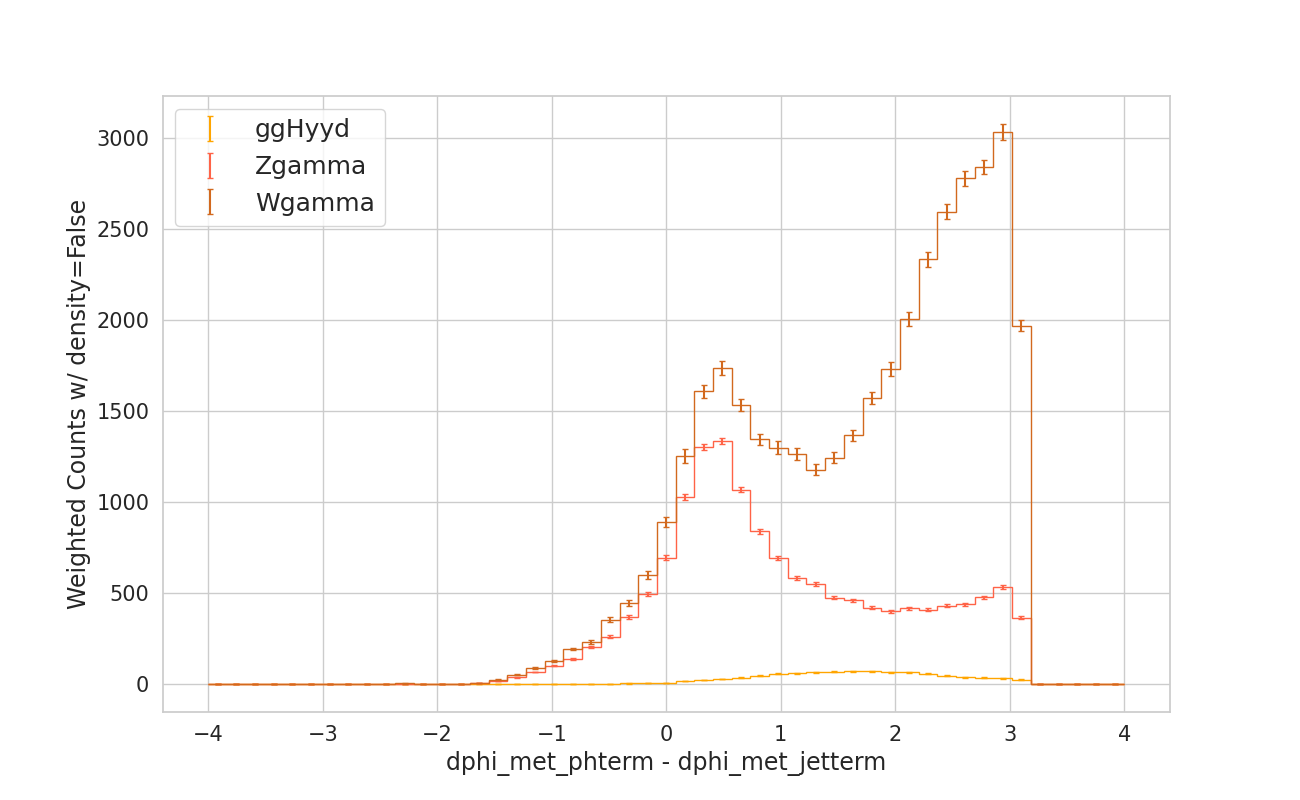 ggHyyd
Zgamma
Wgamma
Weighted Counts w/ density=False
3000
2500
2000
1500
1000
500
0
−4 −3 −2 −1 0 1 2 3 4
dphi_met_phterm - dphi_met_jetterm